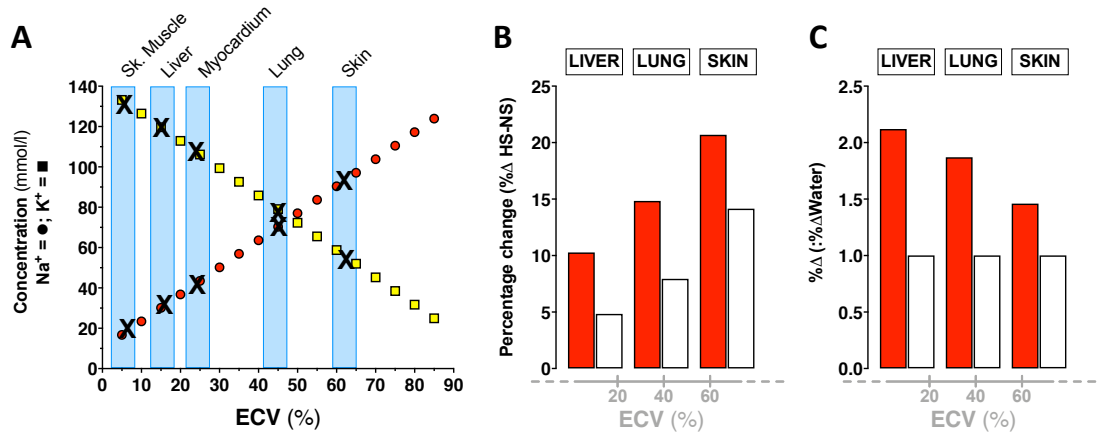 A
Sk. Muscle
Liver
Myocardium
Lung
Skin
Concentration (mmol/l)
Na⁺ = ●; K⁺ = ■
140
120
100
80
60
40
20
0
0 10 20 30 40 50 60 70 80 90
ECV (%)
B
LIVER LUNG SKIN
Percentage change (%Δ HS-NS)
25
20
15
10
5
0
20 40 60
ECV (%)
C
LIVER LUNG SKIN
%Δ (:%ΔWater)
2.5
2.0
1.5
1.0
0.5
0.0
20 40 60
ECV (%)